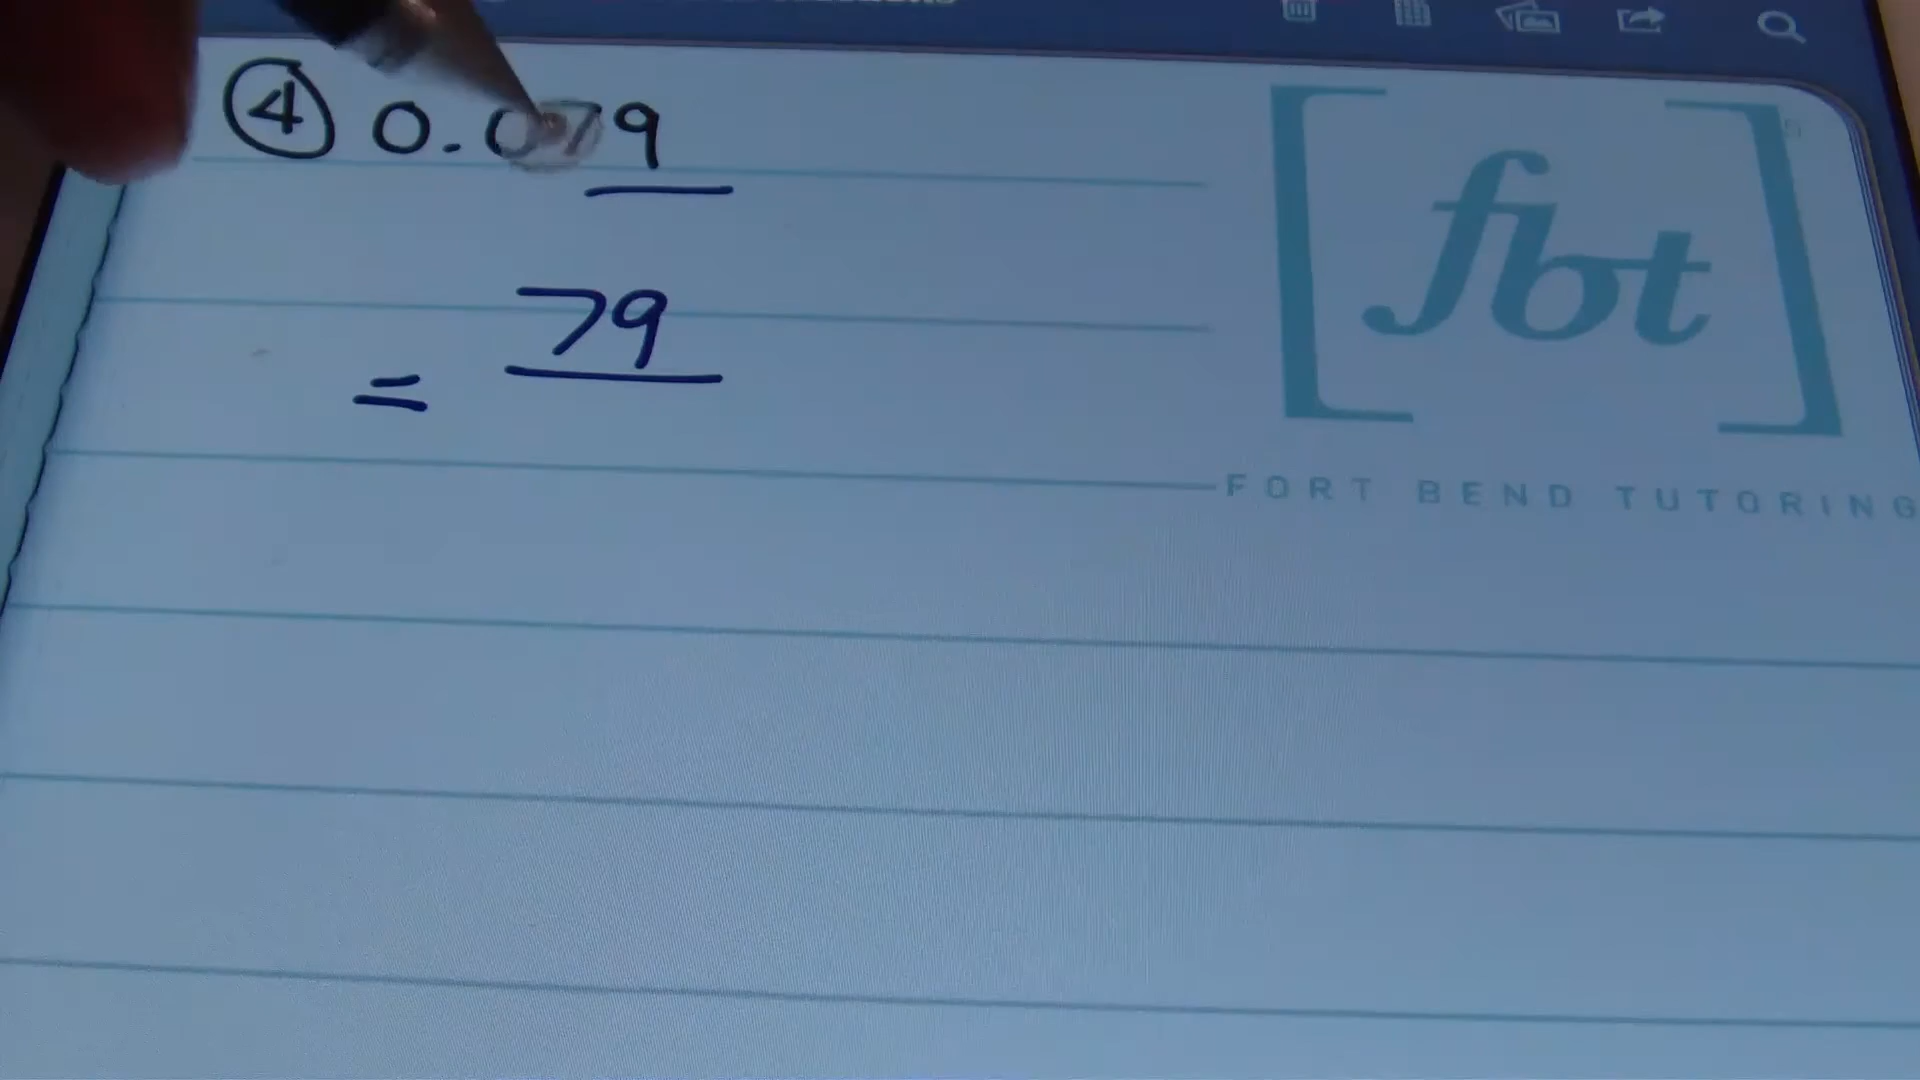 ④ 0.079
79
=
fbt
FORT BEND TUTORING